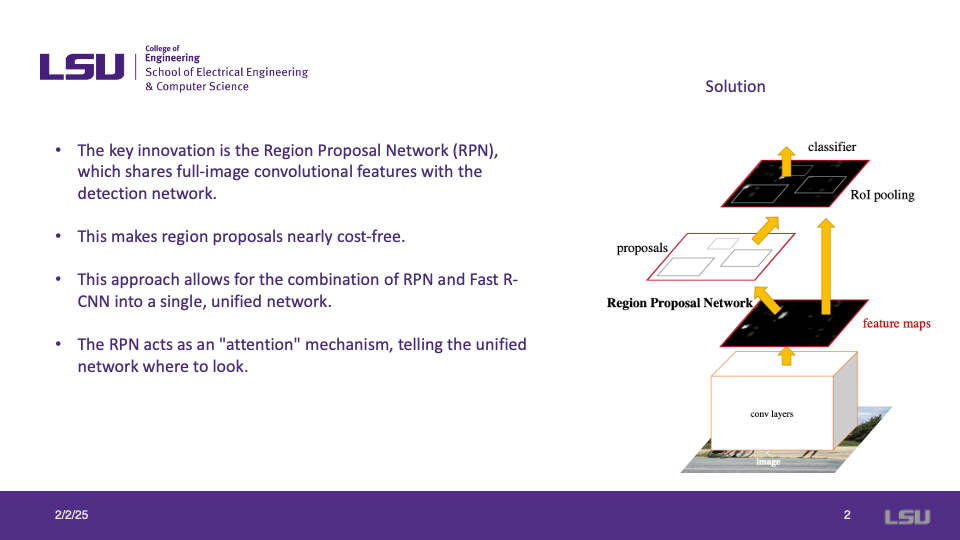 LSU
College of
Engineering
School of Electrical Engineering
& Computer Science
Solution
• The key innovation is the Region Proposal Network (RPN),
which shares full-image convolutional features with the
detection network.
• This makes region proposals nearly cost-free.
• This approach allows for the combination of RPN and Fast R-
CNN into a single, unified network.
• The RPN acts as an "attention" mechanism, telling the unified
network where to look.
classifier
RoI pooling
proposals
Region Proposal Network
feature maps
conv layers
image
2/2/25
2
LSU